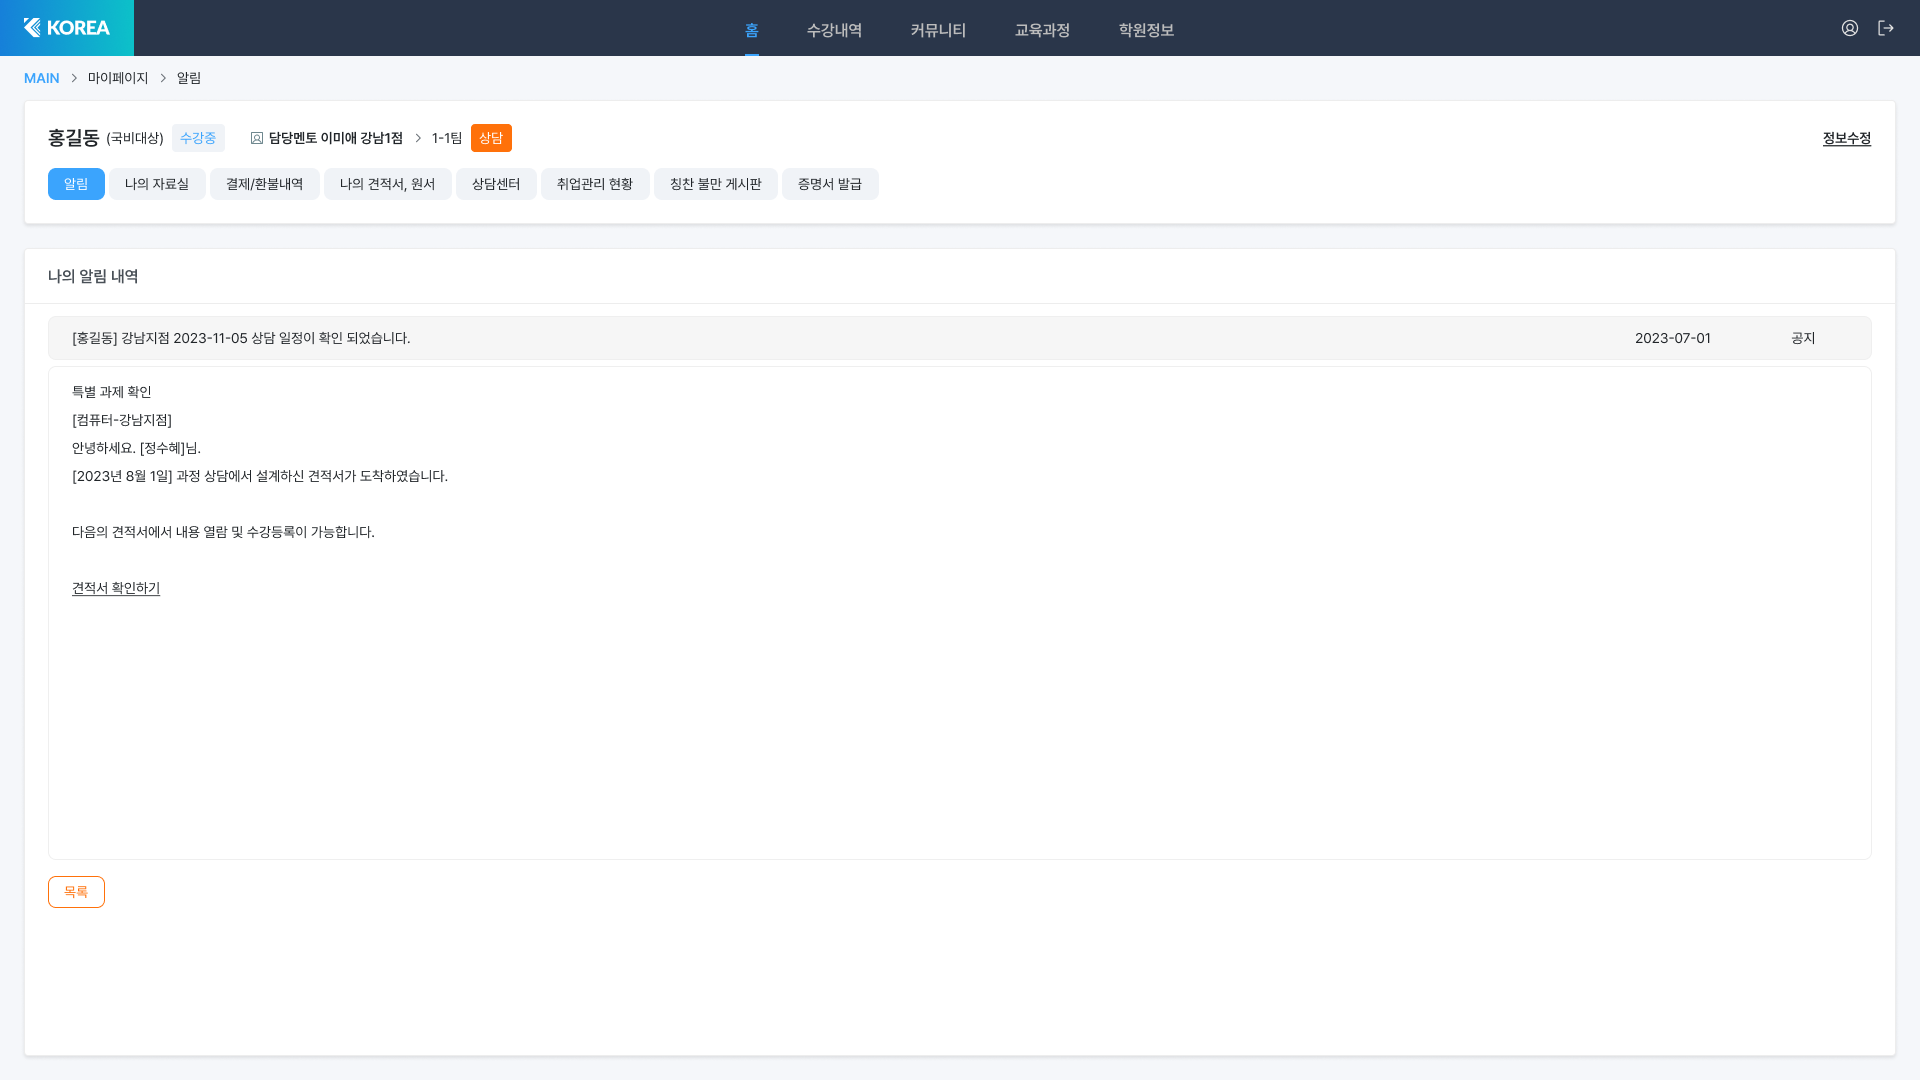 KOREA
홈 수강내역 커뮤니티 교육과정 학원정보
MAIN > 마이페이지 > 알림
홍길동 (국비대상) 수강중 담당멘토 이미애 강남1점 > 1-1팀 상담 정보수정
알림 나의 자료실 결제/환불내역 나의 견적서, 원서 상담센터 취업관리 현황 칭찬 불만 게시판 증명서 발급
나의 알림 내역
[홍길동] 강남지점 2023-11-05 상담 일정이 확인 되었습니다. 2023-07-01 공지
특별 과제 확인
[컴퓨터-강남지점]
안녕하세요. [정수혜]님.
[2023년 8월 1일] 과정 상담에서 설계하신 견적서가 도착하였습니다.
다음의 견적서에서 내용 열람 및 수강등록이 가능합니다.
견적서 확인하기
목록